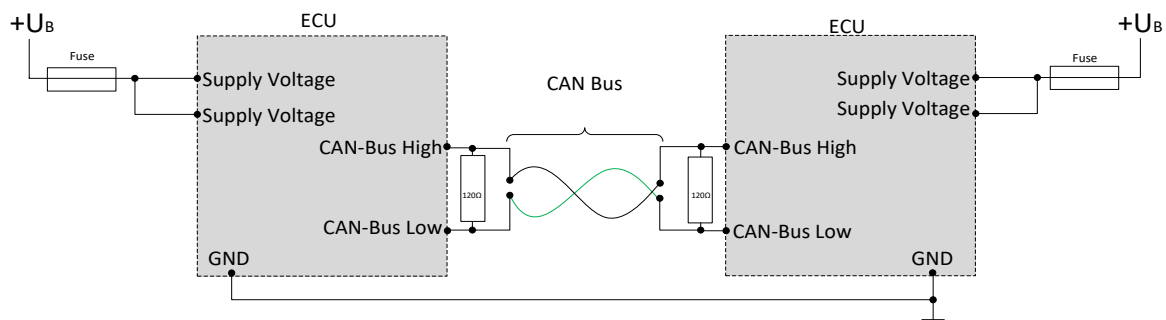 ECU
ECU
+UB
+UB
Fuse
Fuse
Supply Voltage
Supply Voltage
Supply Voltage
Supply Voltage
CAN Bus
CAN-Bus High
CAN-Bus High
120Ω
120Ω
CAN-Bus Low
CAN-Bus Low
GND
GND